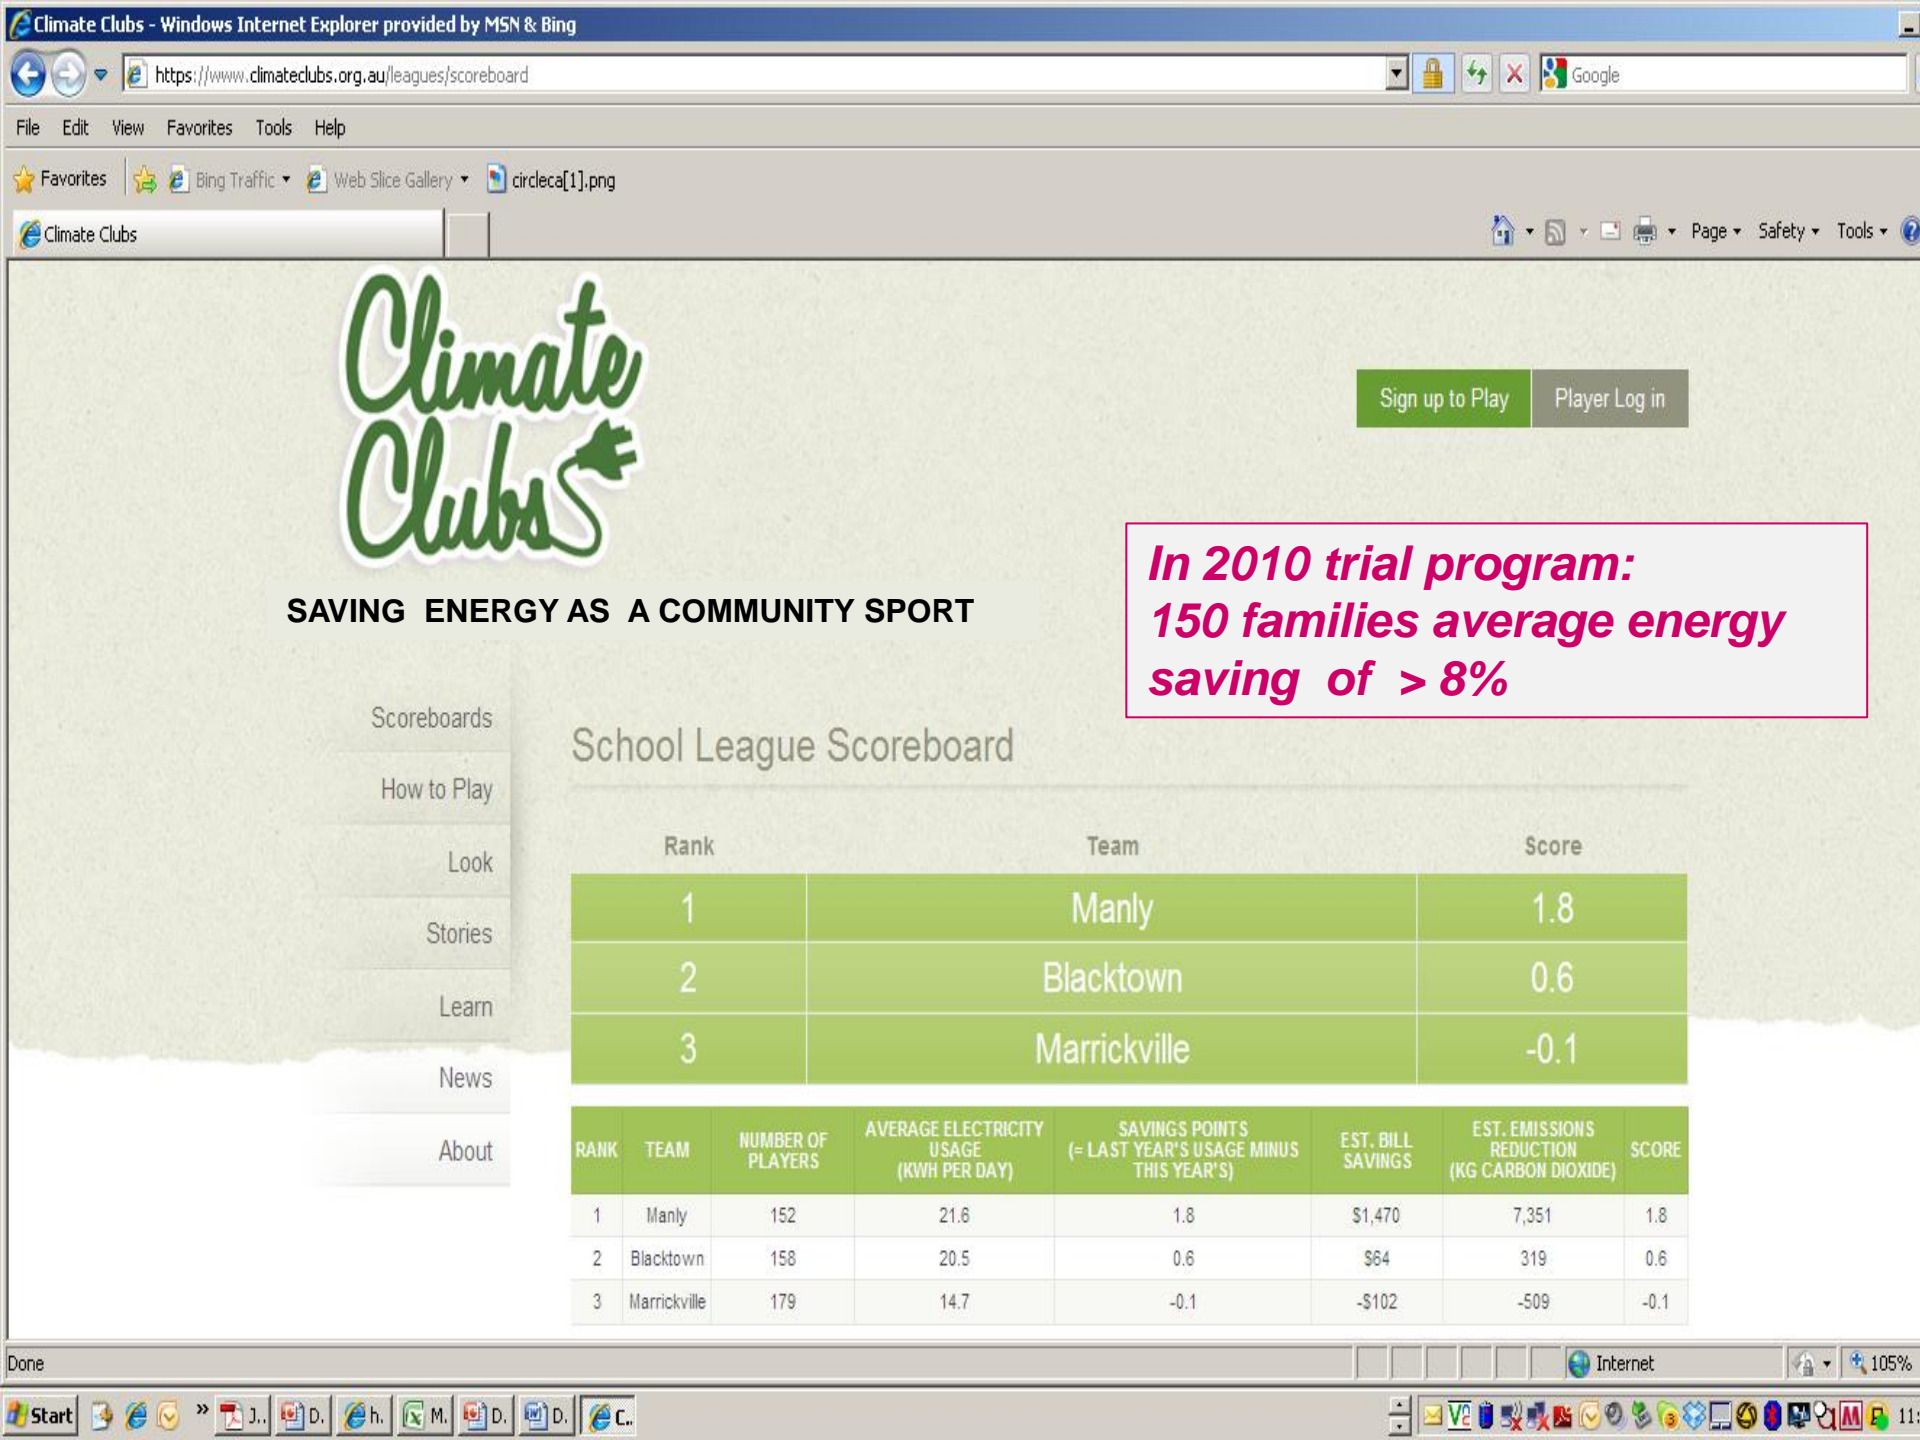 Climate Clubs - Windows Internet Explorer provided by MSN & Bing
https://www.climateclubs.org.au/leagues/scoreboard
Google
File Edit View Favorites Tools Help
Favorites Bing Traffic Web Slice Gallery circleca[1].png
Climate Clubs
Page Safety Tools
Climate
Clubs
Sign up to Play Player Log in
In 2010 trial program:
150 families average energy
saving of > 8%
SAVING ENERGY AS A COMMUNITY SPORT
Scoreboards
How to Play
Look
Stories
Learn
News
About
School League Scoreboard
Rank Team Score
1 Manly 1.8
2 Blacktown 0.6
3 Marrickville -0.1
RANK TEAM NUMBER OF PLAYERS AVERAGE ELECTRICITY USAGE (KWH PER DAY) SAVINGS POINTS (= LAST YEAR'S USAGE MINUS THIS YEAR'S) EST. BILL SAVINGS EST. EMISSIONS REDUCTION (KG CARBON DIOXIDE) SCORE
1 Manly 152 21.6 1.8 $1,470 7,351 1.8
2 Blacktown 158 20.5 0.6 $64 319 0.6
3 Marrickville 179 14.7 -0.1 -$102 -509 -0.1
Done Internet 105%
Start » J.. D. h. M. D. D. C.. 11: